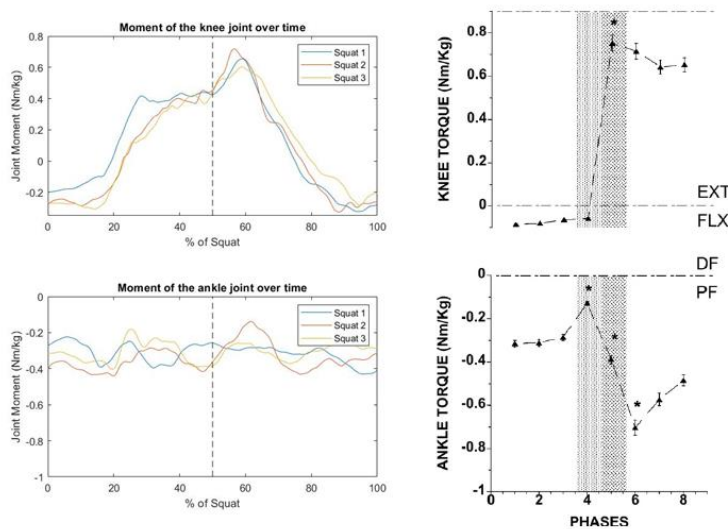 Moment of the knee joint over time
0.8
0.6
0.4
0.2
0
-0.2
Joint Moment (Nm/Kg)
Squat 1
Squat 2
Squat 3
0 20 40 60 80 100
% of Squat
Moment of the ankle joint over time
0
-0.2
-0.4
-0.6
-0.8
-1
Joint Moment (Nm/kg)
Squat 1
Squat 2
Squat 3
0 20 40 60 80 100
% of Squat
KNEE TORQUE (Nm/Kg)
0.8
0.6
0.4
0.2
0
*
EXT
FLX
DF
PF
ANKLE TORQUE (Nm/Kg)
0
-0.2
-0.4
-0.6
-0.8
-1
*
*
*
0 2 4 6 8
PHASES